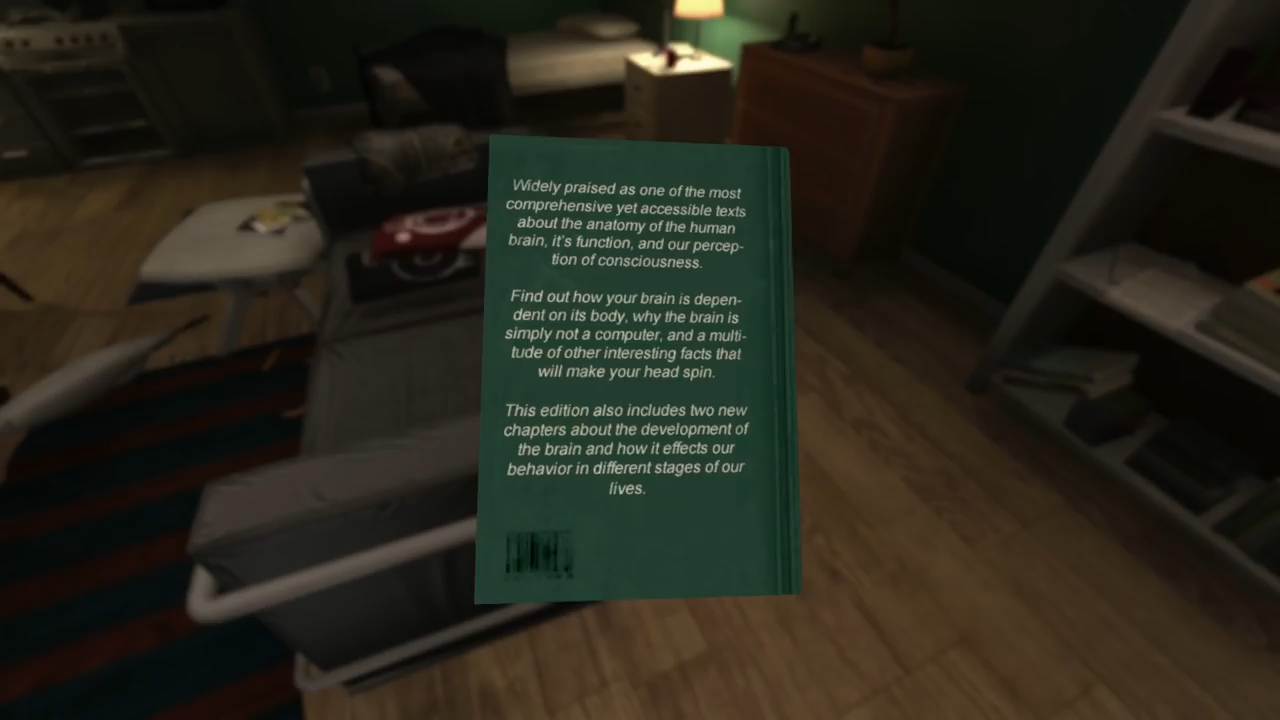 Widely praised as one of the most
comprehensive yet accessible texts
about the anatomy of the human
brain, it's function, and our percep-
tion of consciousness.
Find out how your brain is depen-
dent on its body, why the brain is
simply not a computer, and a multi-
tude of other interesting facts that
will make your head spin.
This edition also includes two new
chapters about the development of
the brain and how it effects our
behavior in different stages of our
lives.